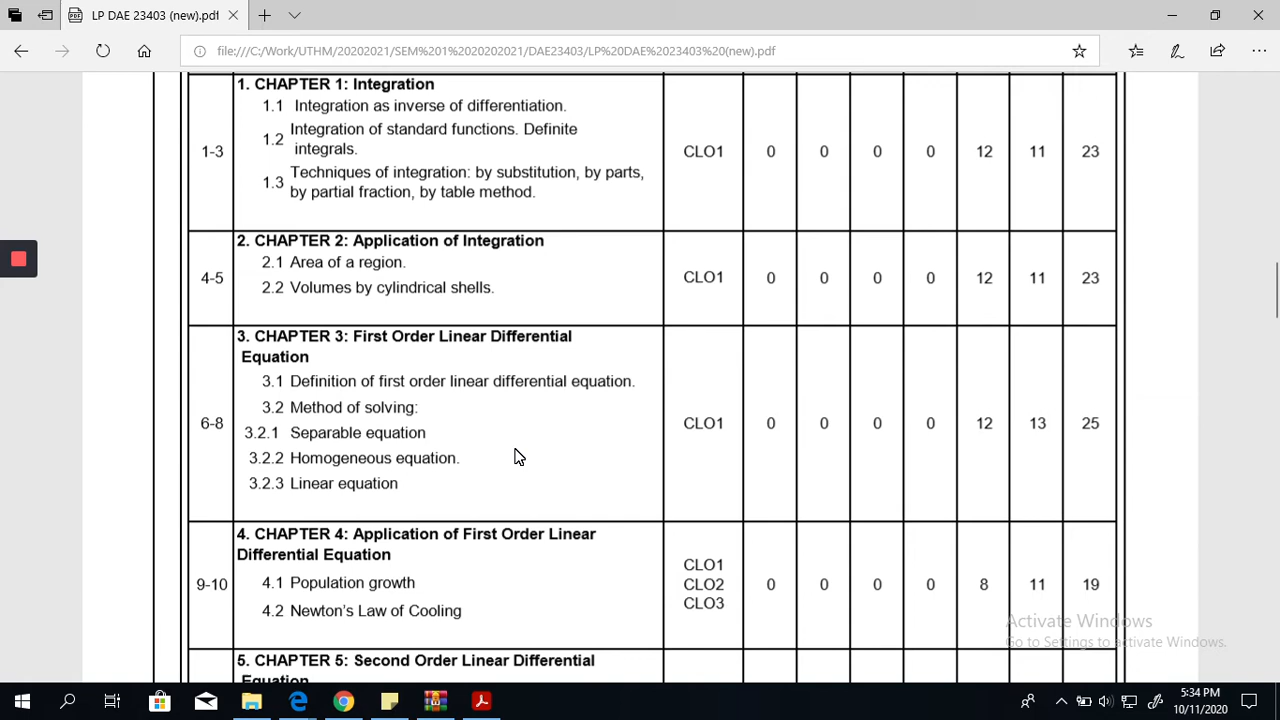 LP DAE 23403 (new).pdf
file:///C:/Work/UTHM/20202021/SEM%201%2020202021/DAE23403/LP%20DAE%2023403%20(new).pdf
1. CHAPTER 1: Integration
1.1 Integration as inverse of differentiation.
1.2 Integration of standard functions. Definite
integrals.
1.3 Techniques of integration: by substitution, by parts,
by partial fraction, by table method.
1-3 CLO1 0 0 0 0 12 11 23
2. CHAPTER 2: Application of Integration
2.1 Area of a region.
2.2 Volumes by cylindrical shells.
4-5 CLO1 0 0 0 0 12 11 23
3. CHAPTER 3: First Order Linear Differential
Equation
3.1 Definition of first order linear differential equation.
3.2 Method of solving:
3.2.1 Separable equation
3.2.2 Homogeneous equation.
3.2.3 Linear equation
6-8 CLO1 0 0 0 0 12 13 25
4. CHAPTER 4: Application of First Order Linear
Differential Equation
4.1 Population growth
4.2 Newton's Law of Cooling
9-10 CLO1 CLO2 CLO3 0 0 0 0 8 11 19
5. CHAPTER 5: Second Order Linear Differential
Equation
Activate Windows
Go to Settings to activate Windows.
5:34 PM
10/11/2020